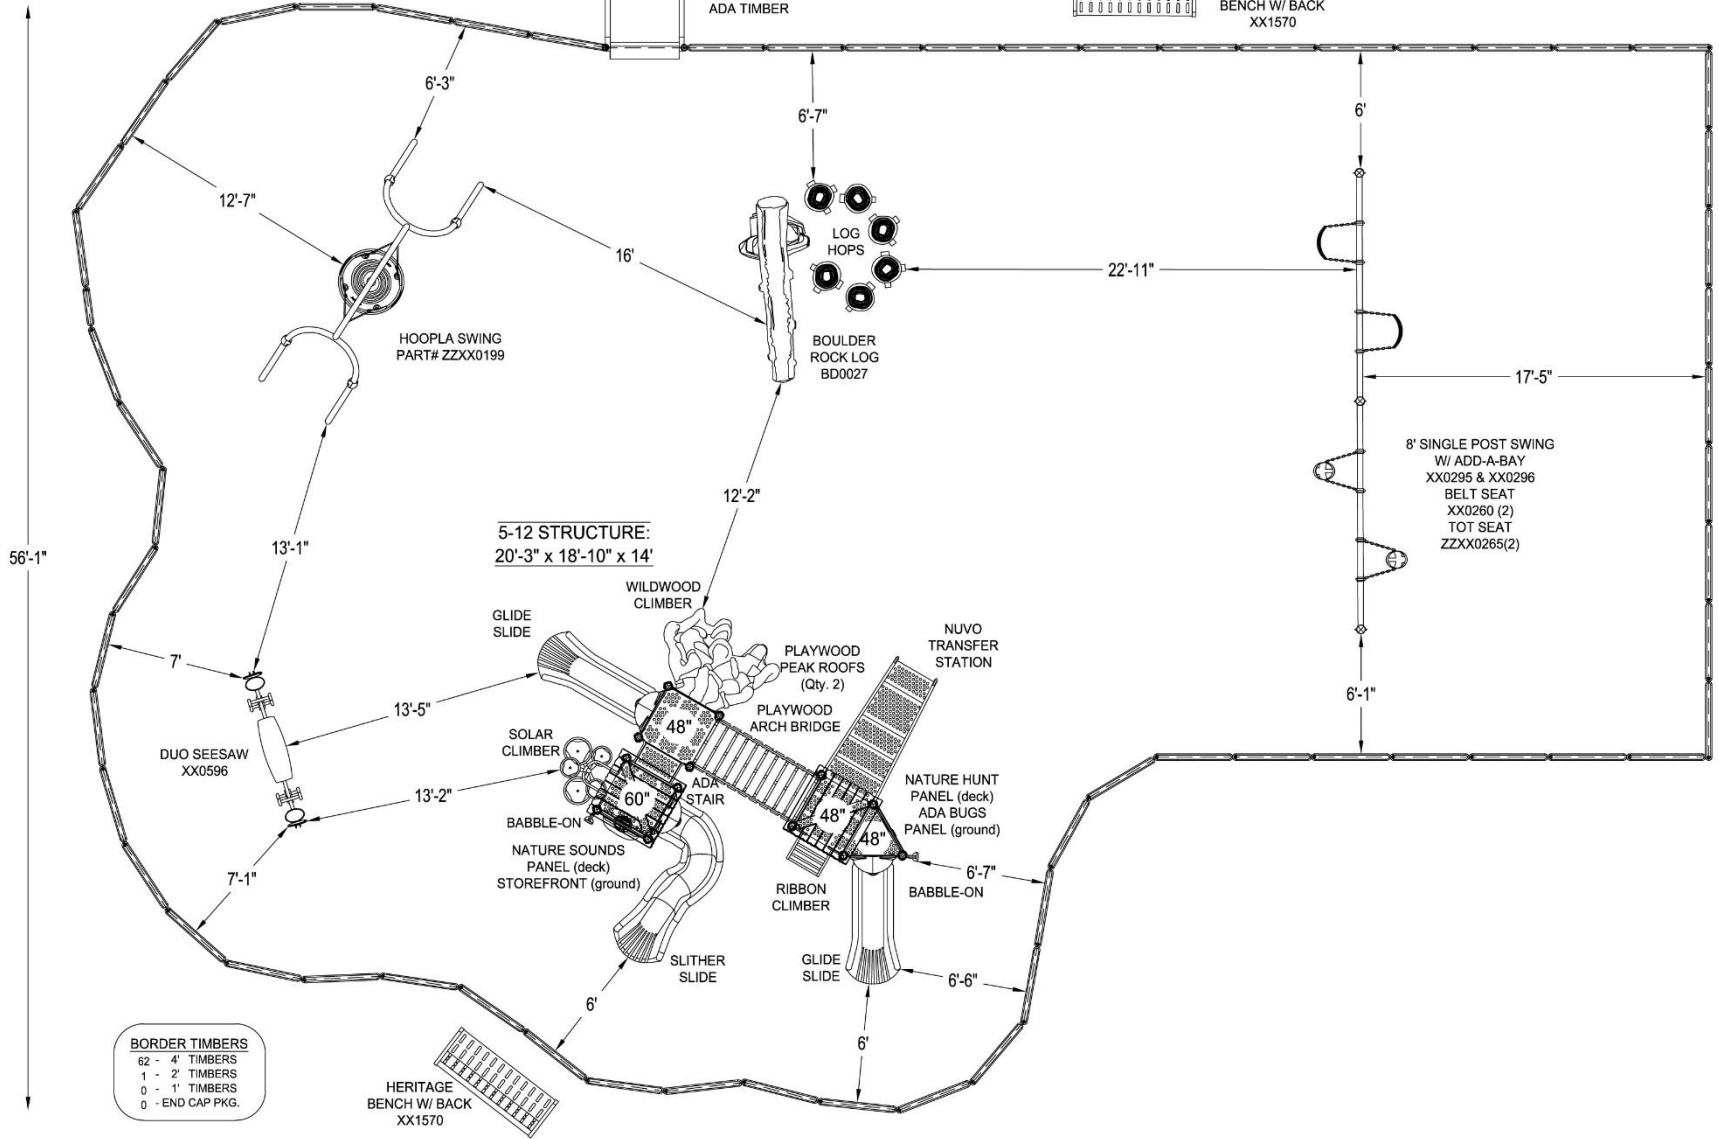 ADA TIMBER
BENCH W/ BACK
XX1570
6'-3"
6'-7"
6'
12'-7"
16'
LOG
HOPS
22'-11"
HOOPLA SWING
PART# ZZXX0199
BOULDER
ROCK LOG
BD0027
17'-5"
8' SINGLE POST SWING
W/ ADD-A-BAY
XX0295 & XX0296
BELT SEAT
XX0260 (2)
TOT SEAT
ZZXX0265(2)
12'-2"
5-12 STRUCTURE:
20'-3" x 18'-10" x 14'
56'-1"
13'-1"
WILDWOOD
CLIMBER
GLIDE
SLIDE
NUVO
TRANSFER
STATION
PLAYWOOD
PEAK ROOFS
(Qty. 2)
7'
6'-1"
13'-5"
PLAYWOOD
ARCH BRIDGE
48"
SOLAR
CLIMBER
DUO SEESAW
XX0596
ADA
STAIR
13'-2"
60"
NATURE HUNT
PANEL (deck)
ADA BUGS
PANEL (ground)
48"
48"
BABBLE-ON
NATURE SOUNDS
PANEL (deck)
STOREFRONT (ground)
7'-1"
6'-7"
RIBBON
CLIMBER
BABBLE-ON
SLITHER
SLIDE
GLIDE
SLIDE
6'-6"
6'
6'
BORDER TIMBERS
62 - 4' TIMBERS
1 - 2' TIMBERS
0 - 1' TIMBERS
0 - END CAP PKG.
HERITAGE
BENCH W/ BACK
XX1570